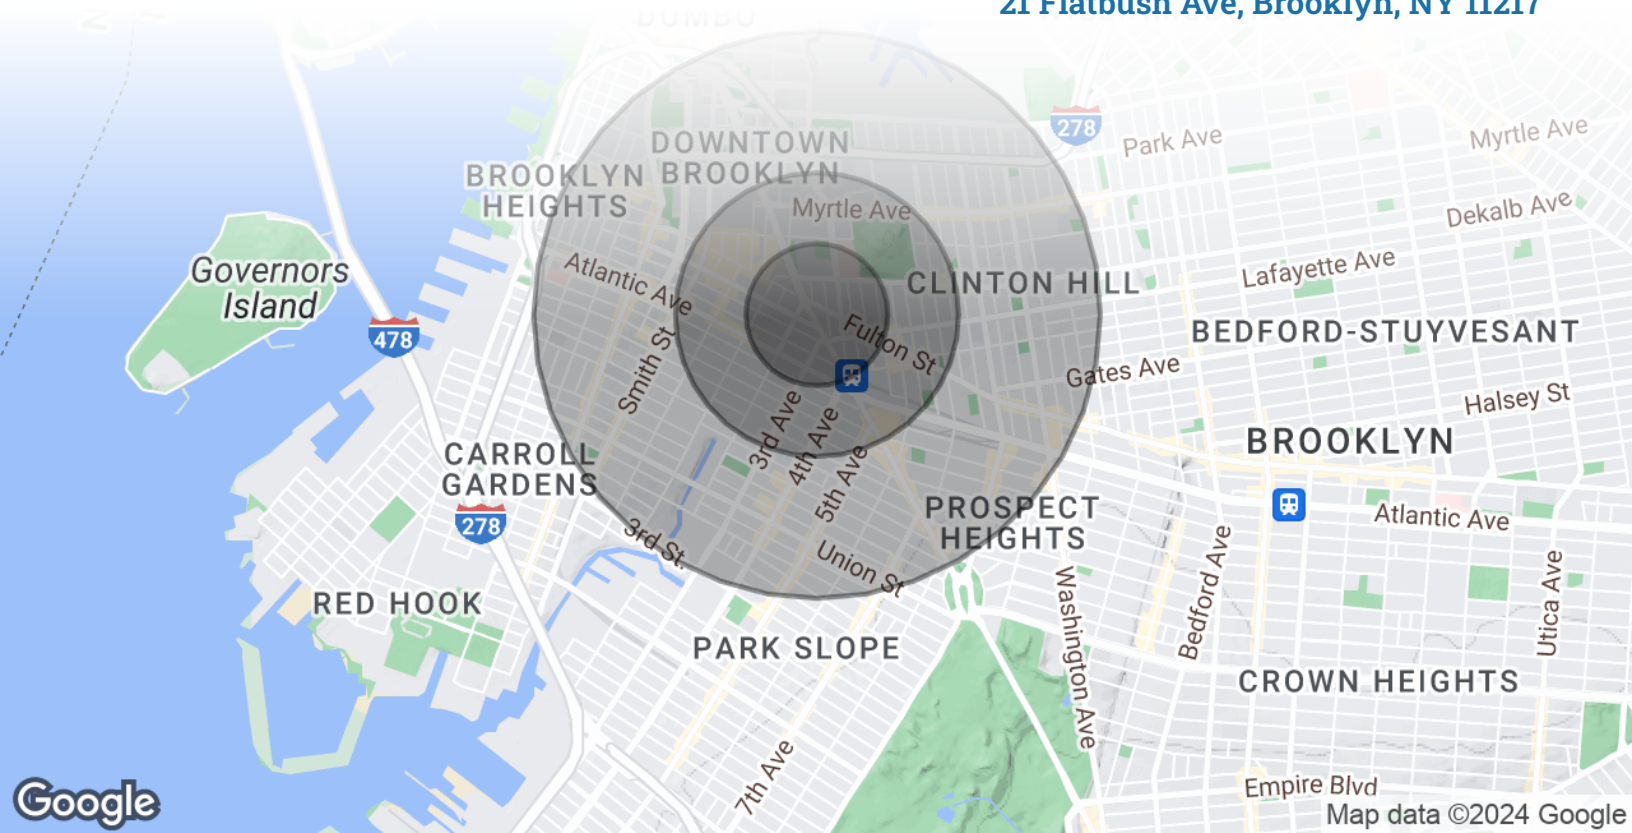 21 Flatbush Ave, Brooklyn, NY 11217
DUMBO
278
Park Ave
Myrtle Ave
DOWNTOWN
BROOKLYN
BROOKLYN
HEIGHTS
Myrtle Ave
Dekalb Ave
Atlantic Ave
CLINTON HILL
Lafayette Ave
Governors
Island
478
Smith St
Fulton St
BEDFORD-STUYVESANT
Gates Ave
Halsey St
3rd Ave
4th Ave
5th Ave
BROOKLYN
CARROLL
GARDENS
278
3rd St.
Union St
PROSPECT
HEIGHTS
Atlantic Ave
Bedford Ave
Utica Ave
RED HOOK
Washington Ave
PARK SLOPE
CROWN HEIGHTS
7th Ave
Empire Blvd
Google
Map data ©2024 Google